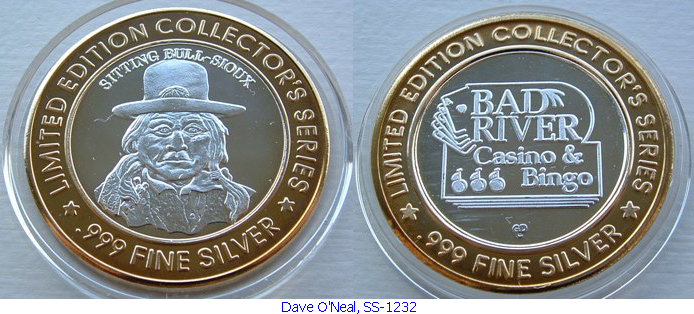 LIMITED EDITION COLLECTOR'S SERIES
SITTING BULL-SIOUX
★ .999 FINE SILVER ★
LIMITED EDITION COLLECTOR'S SERIES
BAD
RIVER
Casino &
Bingo
GD
★ .999 FINE SILVER ★
Dave O'Neal, SS-1232